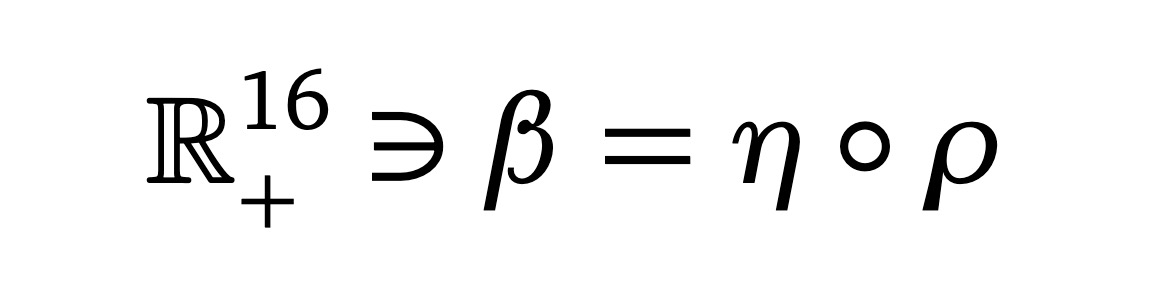 ℝ₊¹⁶ ∋ β = η ∘ ρ